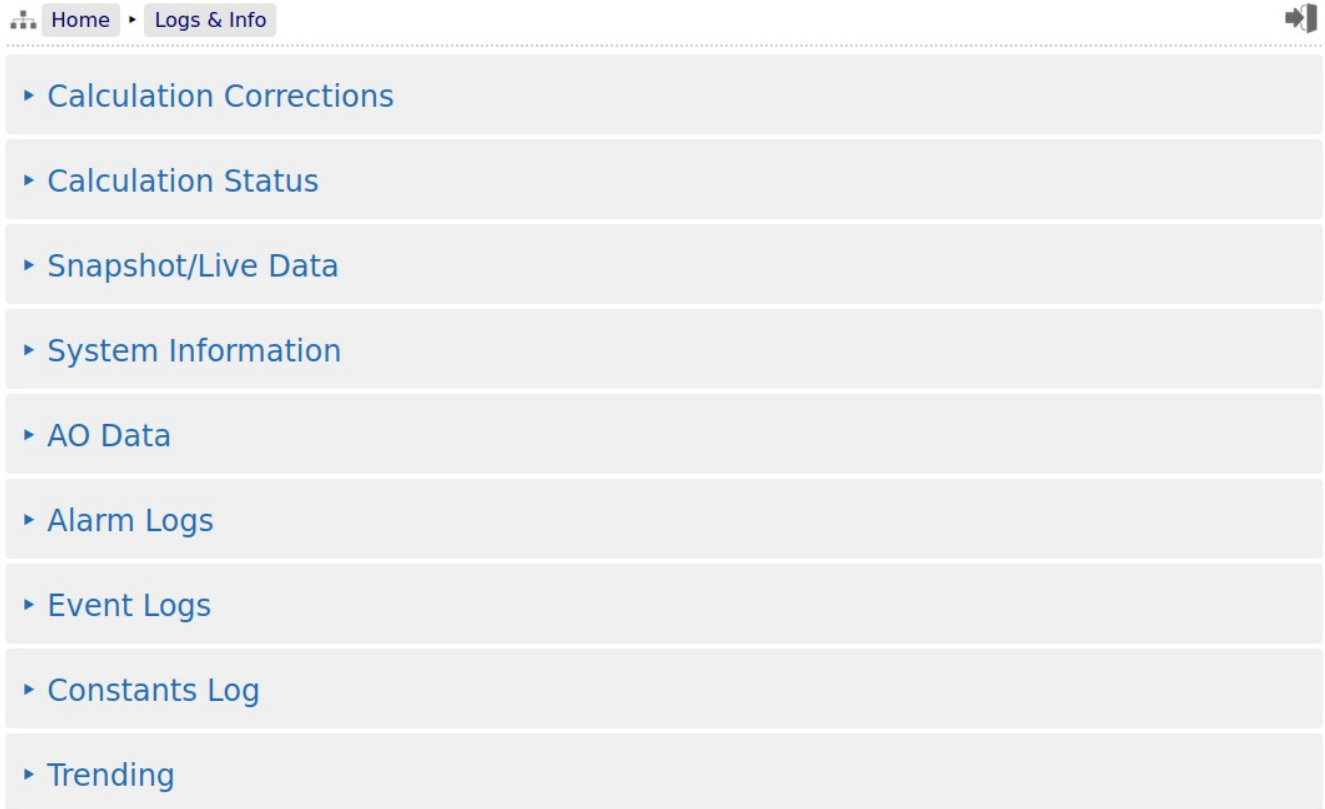 Home ‣ Logs & Info
‣ Calculation Corrections
‣ Calculation Status
‣ Snapshot/Live Data
‣ System Information
‣ AO Data
‣ Alarm Logs
‣ Event Logs
‣ Constants Log
‣ Trending